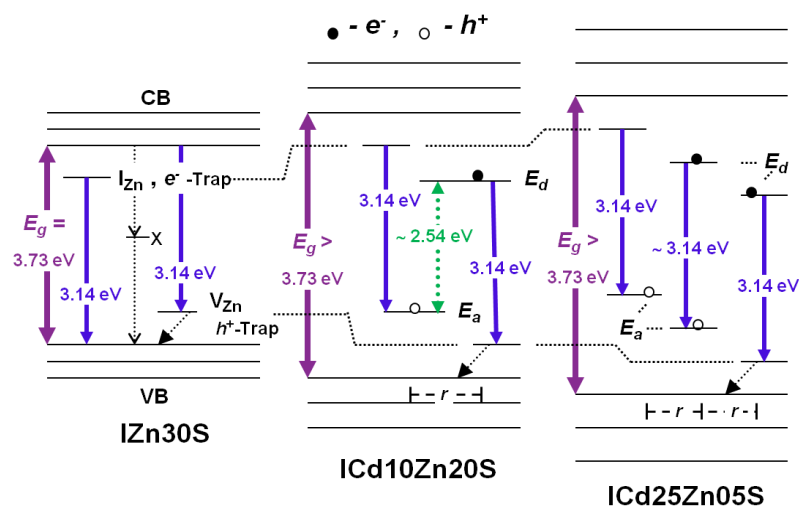 - e⁻ , - h⁺
CB
I_Zn , e⁻ -Trap
E_g =
3.73 eV
X
3.14 eV
3.14 eV
V_Zn
h⁺-Trap
VB
IZn30S
E_g >
3.73 eV
3.14 eV
~ 2.54 eV
3.14 eV
E_d
E_a
├ - r - - ┤
ICd10Zn20S
E_g >
3.73 eV
3.14 eV
~ 3.14 eV
3.14 eV
E_d
E_a
├ - r - ┤ - r - ┤
ICd25Zn05S